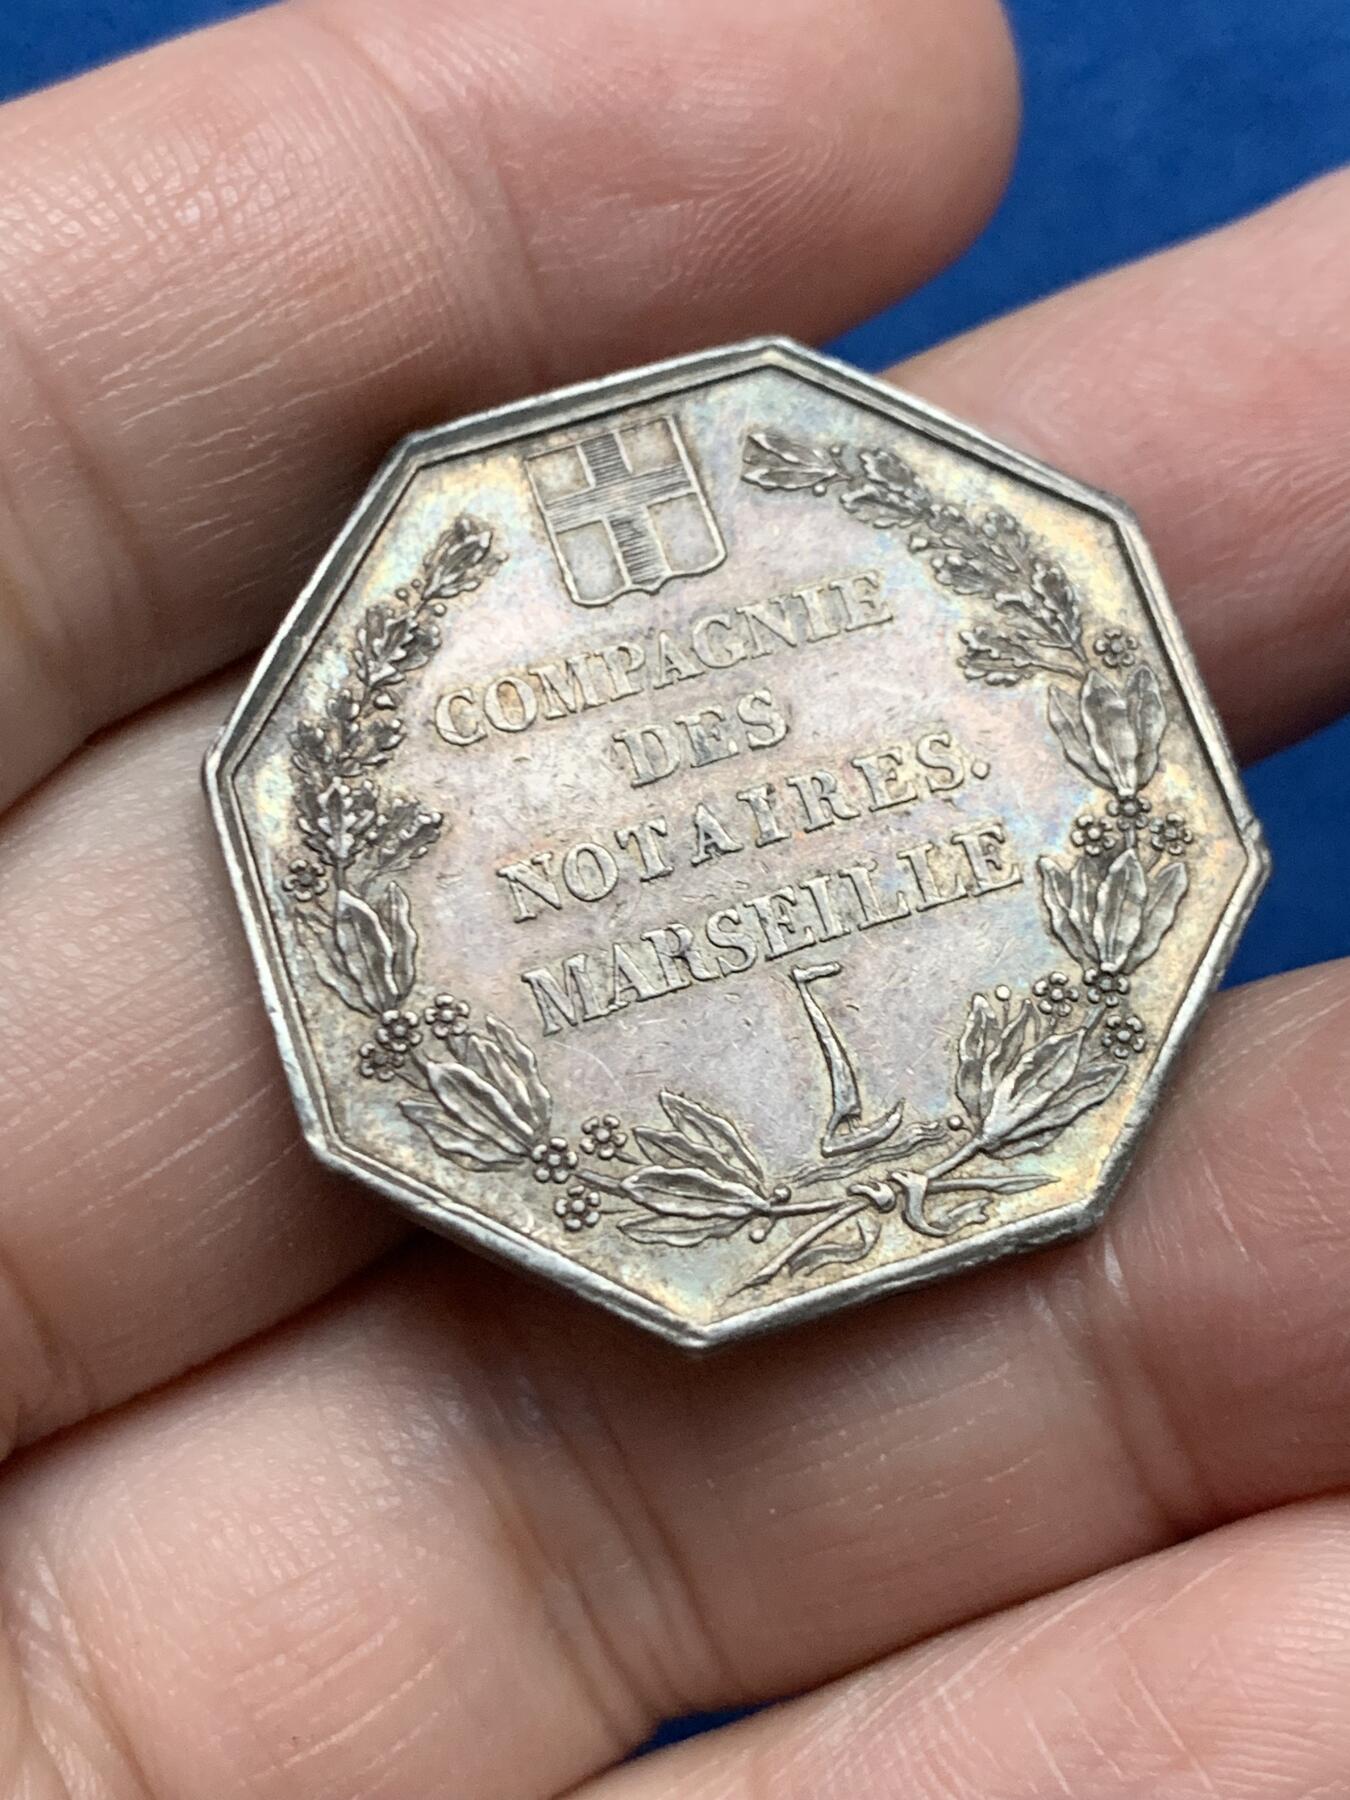 COMPAGNIE
DES
NOTAIRES.
MARSEILLE